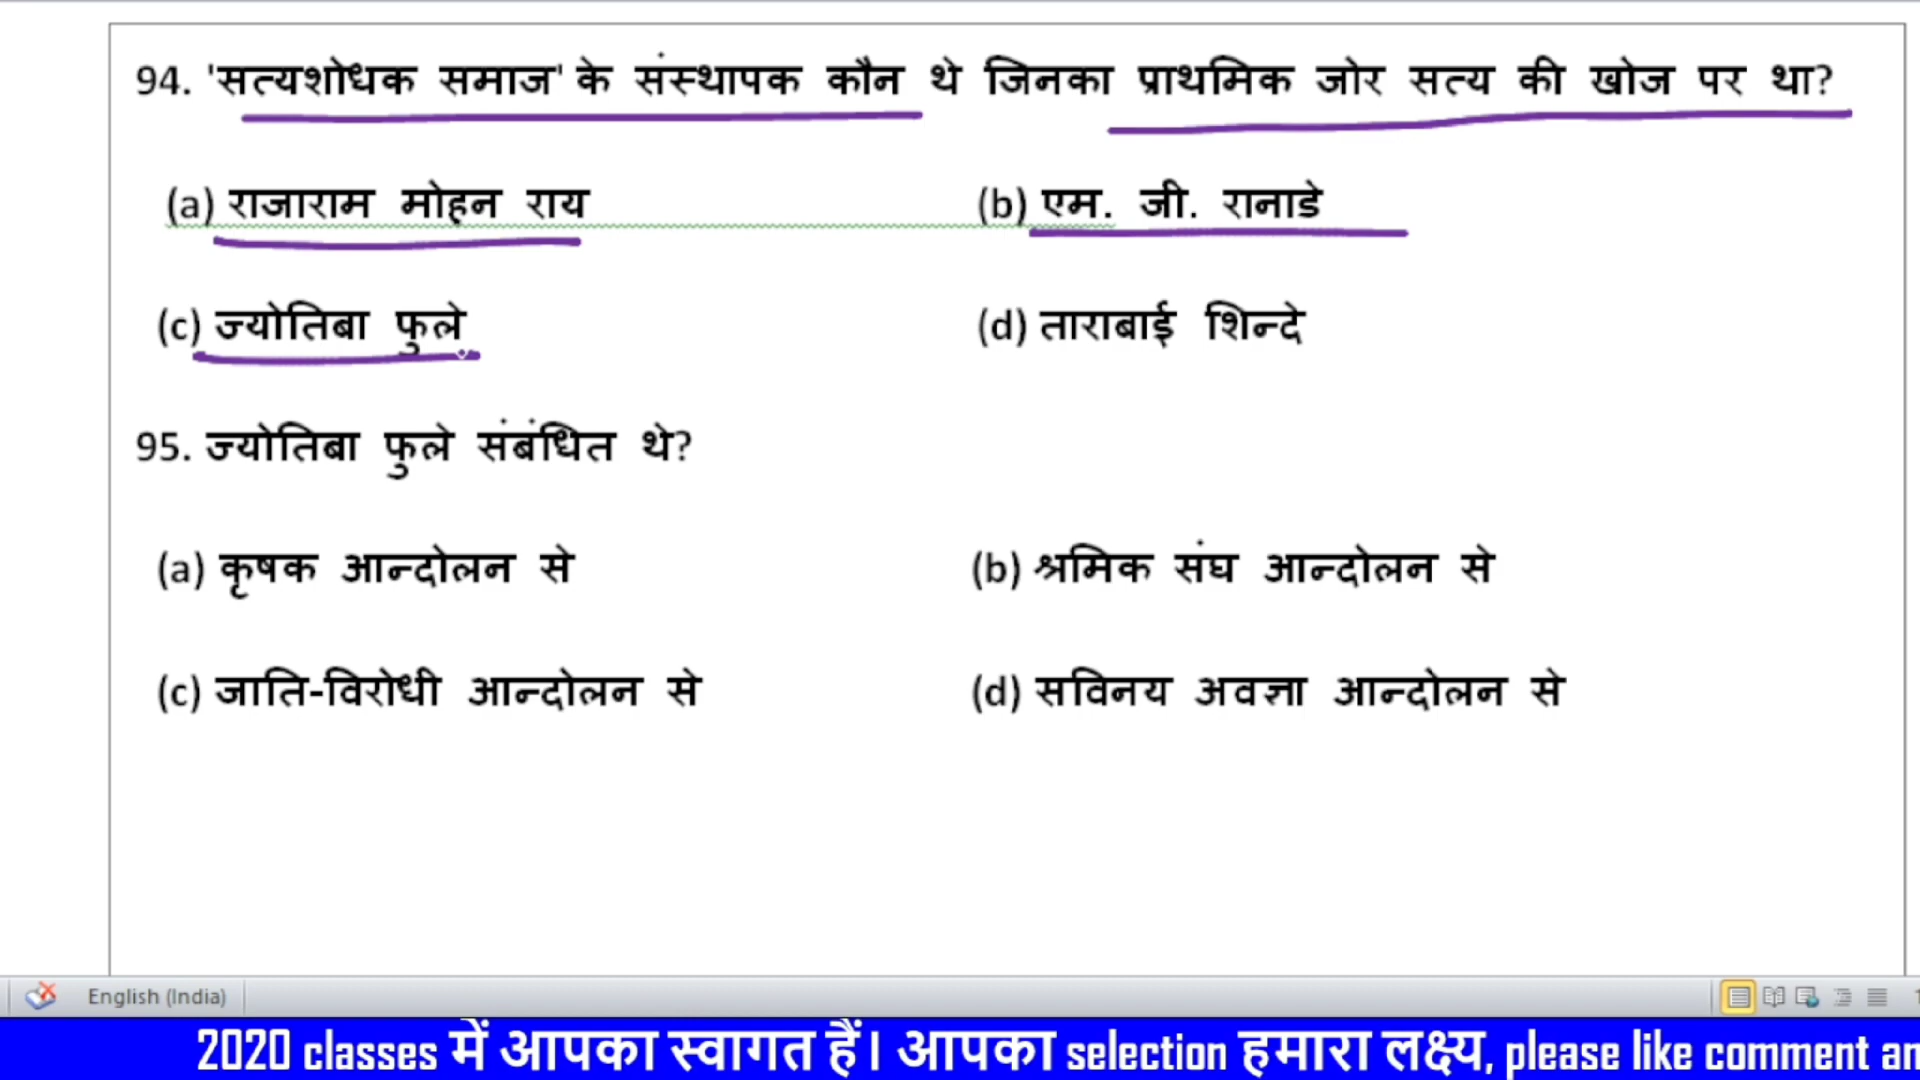 94. 'सत्यशोधक समाज' के संस्थापक कौन थे जिनका प्राथमिक जोर सत्य की खोज पर था?
(a) राजाराम मोहन राय (b) एम. जी. रानाडे
(c) ज्योतिबा फुले (d) ताराबाई शिन्दे
95. ज्योतिबा फुले संबंधित थे?
(a) कृषक आन्दोलन से (b) श्रमिक संघ आन्दोलन से
(c) जाति-विरोधी आन्दोलन से (d) सविनय अवज्ञा आन्दोलन से
English (India)
2020 classes में आपका स्वागत हैं। आपका selection हमारा लक्ष्य, please like comment an